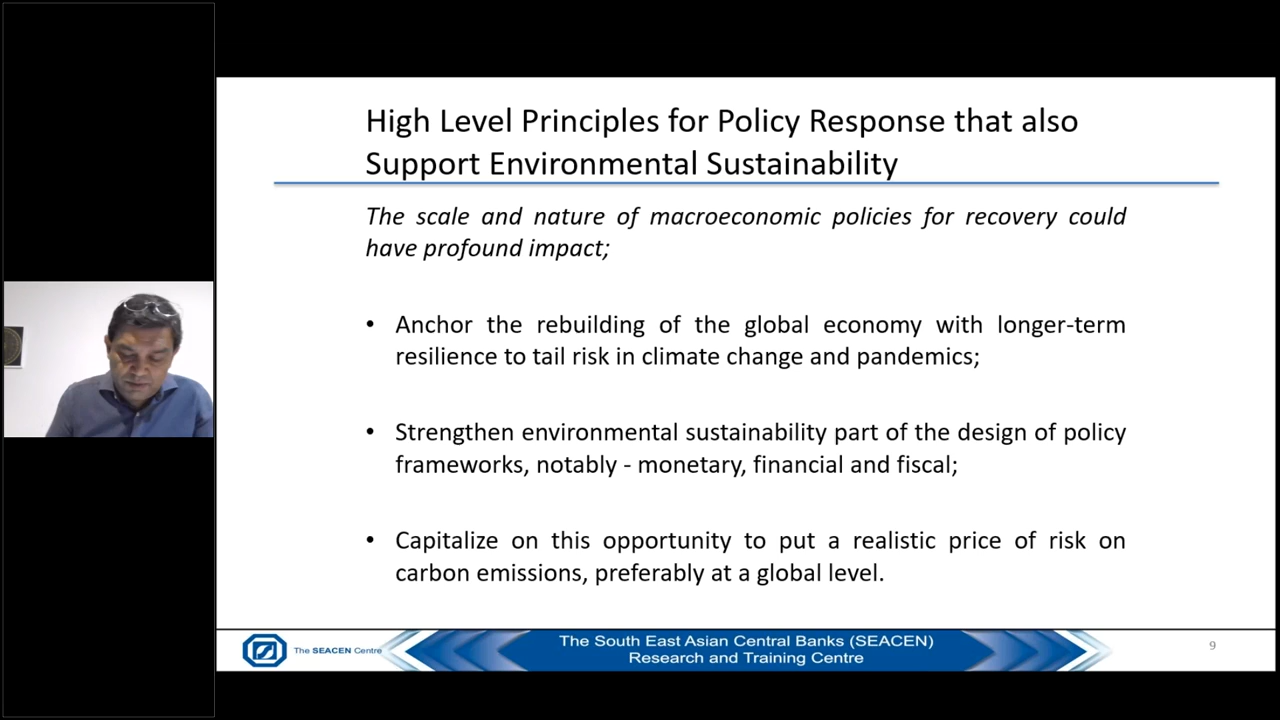 High Level Principles for Policy Response that also
Support Environmental Sustainability
The scale and nature of macroeconomic policies for recovery could
have profound impact;
• Anchor the rebuilding of the global economy with longer-term
resilience to tail risk in climate change and pandemics;
• Strengthen environmental sustainability part of the design of policy
frameworks, notably - monetary, financial and fiscal;
• Capitalize on this opportunity to put a realistic price of risk on
carbon emissions, preferably at a global level.
The SEACEN Centre
The South East Asian Central Banks (SEACEN)
Research and Training Centre
9